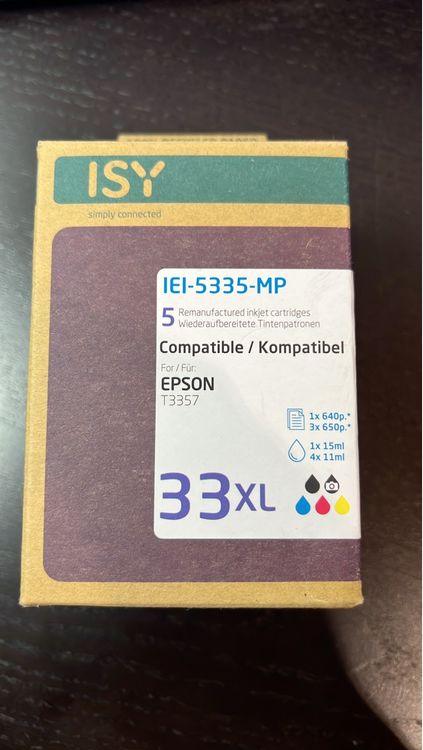 ISY
simply connected
IEI-5335-MP
5 Remanufactured inkjet cartridges
Wiederaufbereitete Tintenpatronen
Compatible / Kompatibel
For / Für:
EPSON
T3357
1x 640p.*
3x 650p.*
1x 15ml
4x 11ml
33XL